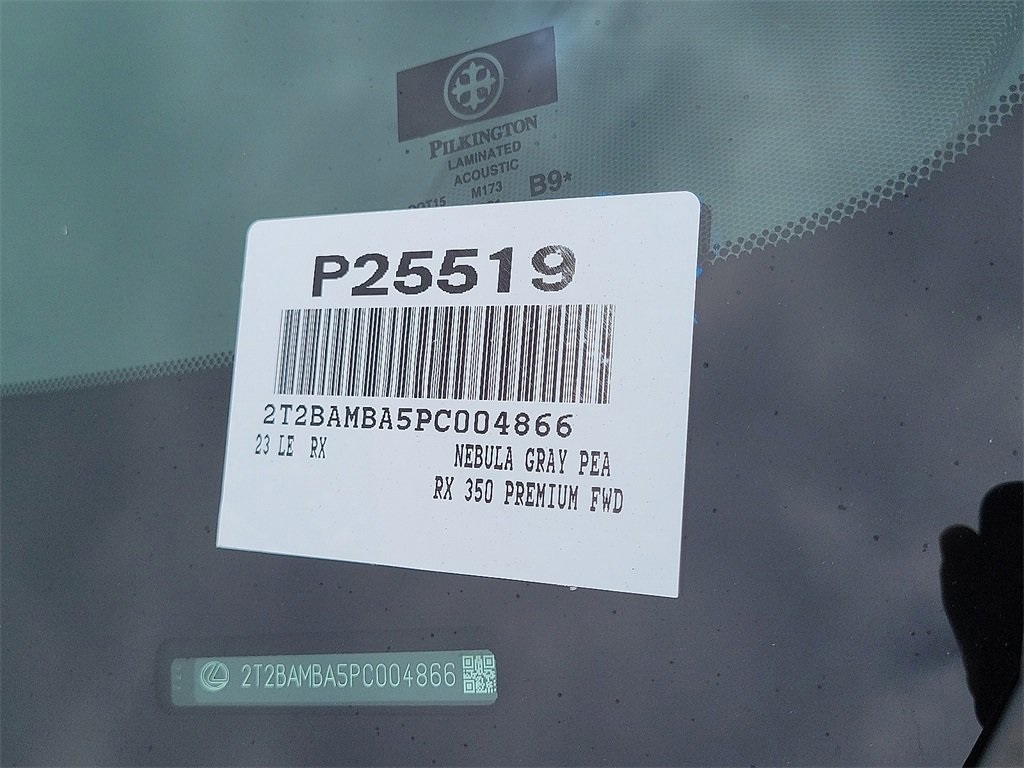 PILKINGTON
LAMINATED
ACOUSTIC
M173
B9*
P25519
2T2BAMBA5PC004866
23 LE RX
NEBULA GRAY PEA
RX 350 PREMIUM FWD
2T2BAMBA5PC004866